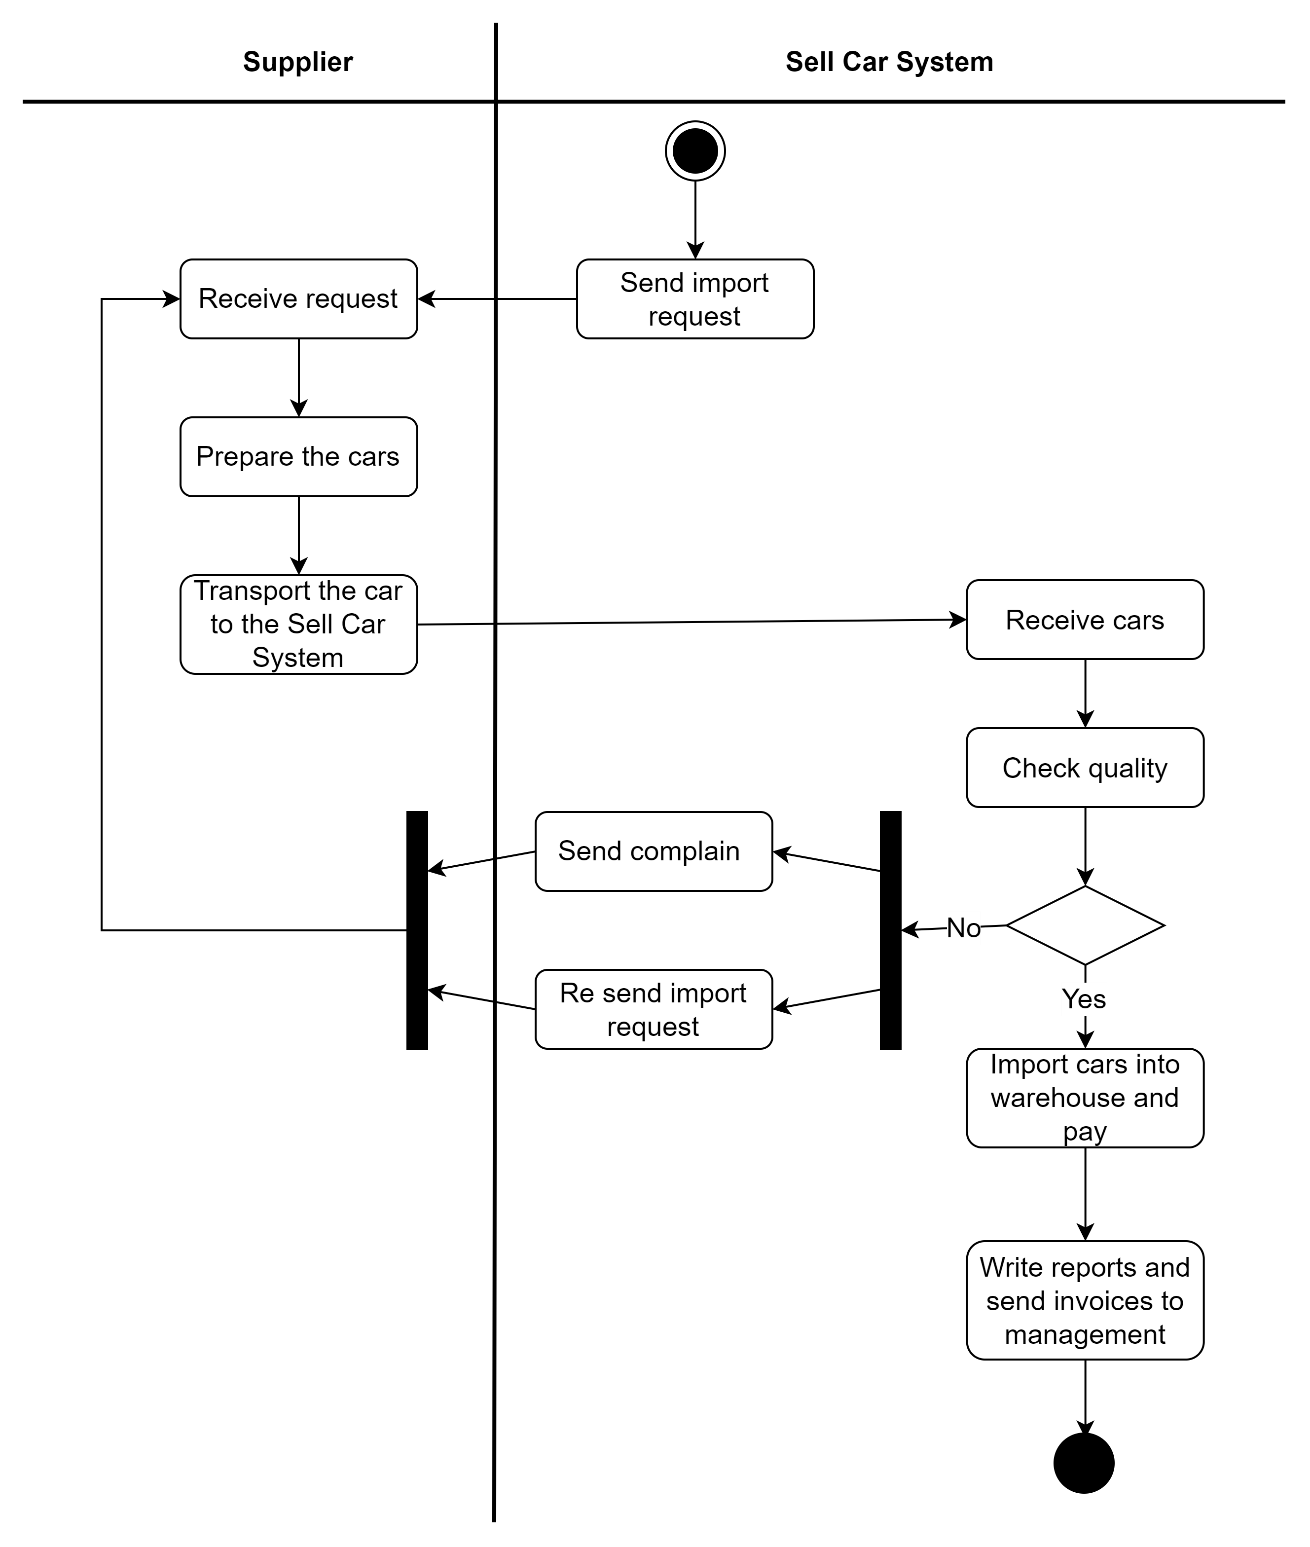 Supplier
Sell Car System
Send import
request
Receive request
Prepare the cars
Transport the car
to the Sell Car
System
Receive cars
Check quality
Send complain
No
Re send import
request
Yes
Import cars into
warehouse and
pay
Write reports and
send invoices to
management